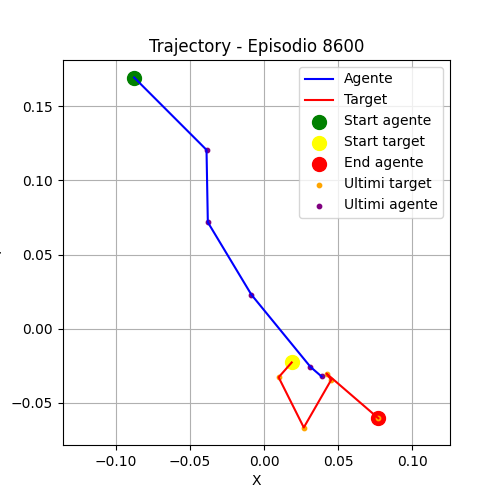 Trajectory - Episodio 8600
Agente
Target
Start agente
Start target
End agente
Ultimi target
Ultimi agente
0.15
0.10
0.05
0.00
−0.05
−0.10
−0.05
0.00
0.05
0.10
X